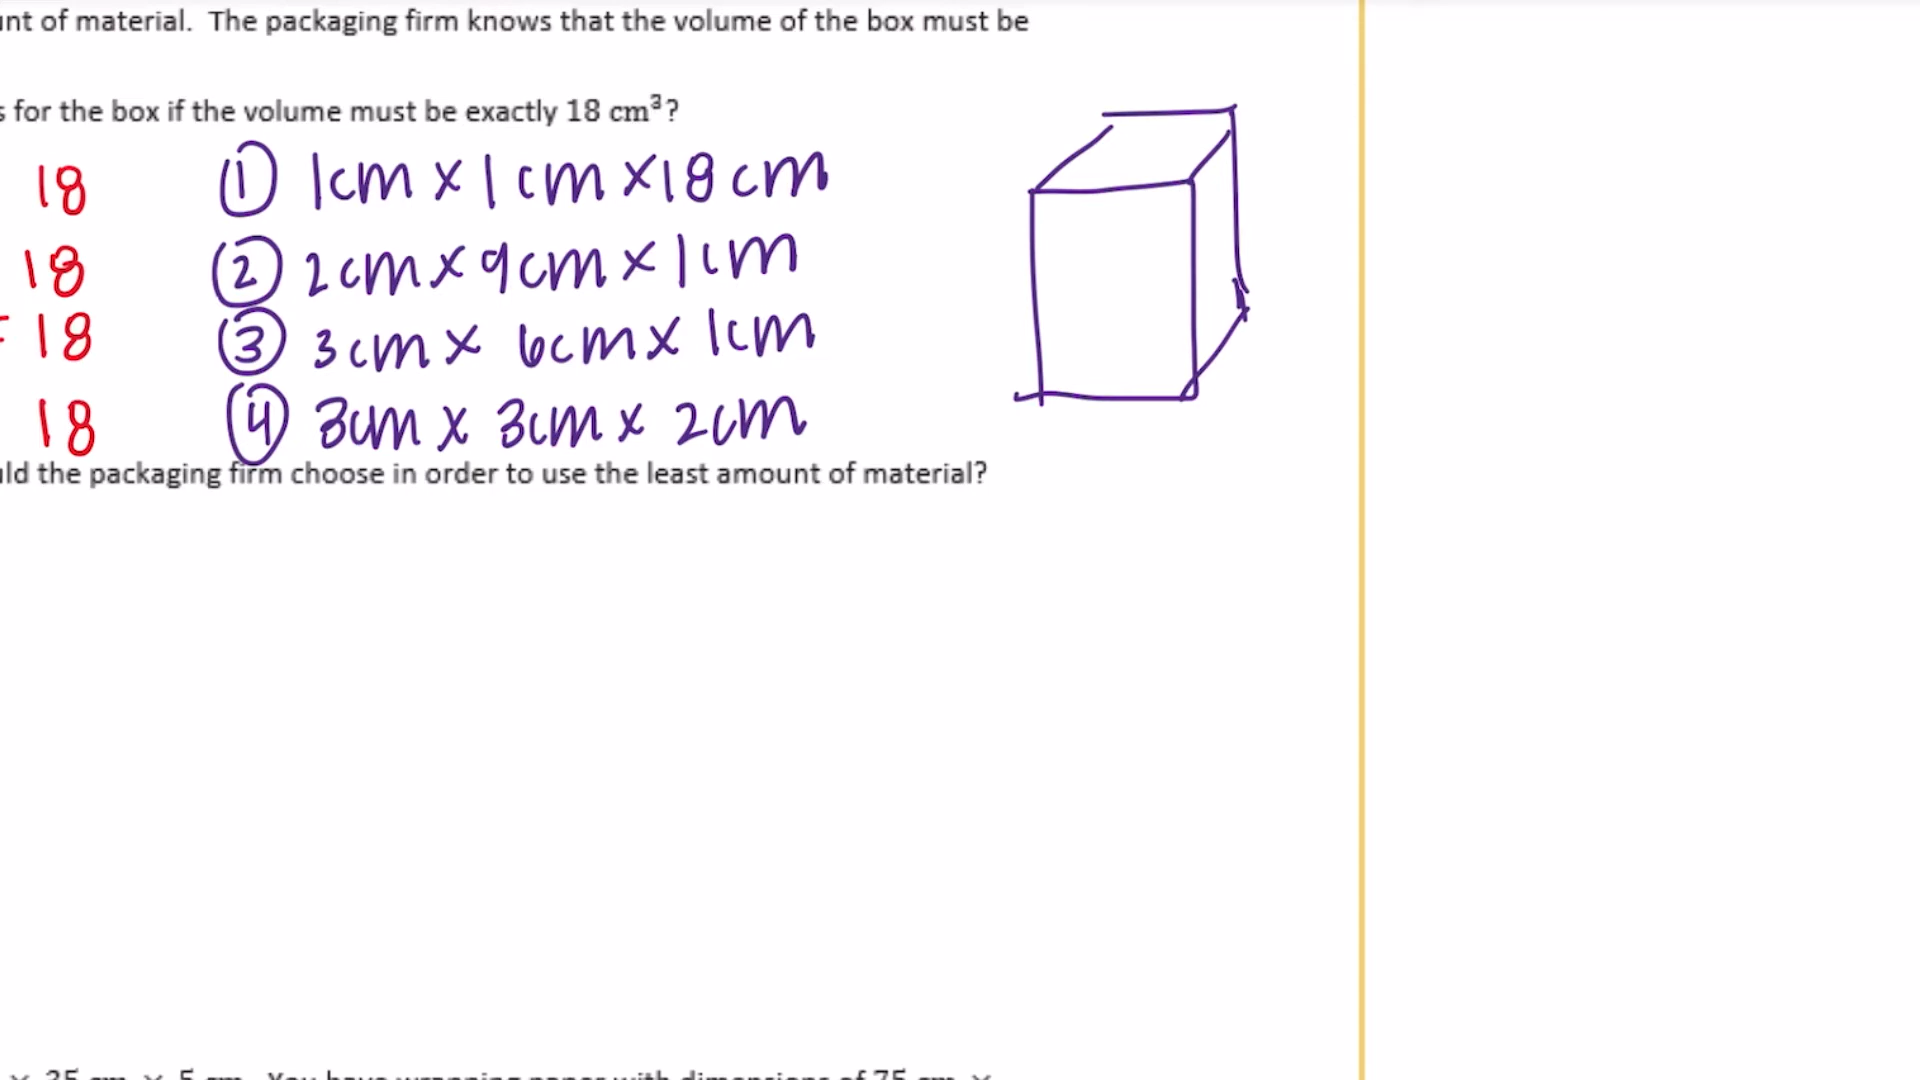 of material. The packaging firm knows that the volume of the box must be
for the box if the volume must be exactly 18 cm³?
18 ① 1cm x 1cm x 18cm
18 ② 2cm x 9cm x 1cm
= 18 ③ 3cm x 6cm x 1cm
18 ④ 3cm x 3cm x 2cm
the packaging firm choose in order to use the least amount of material?